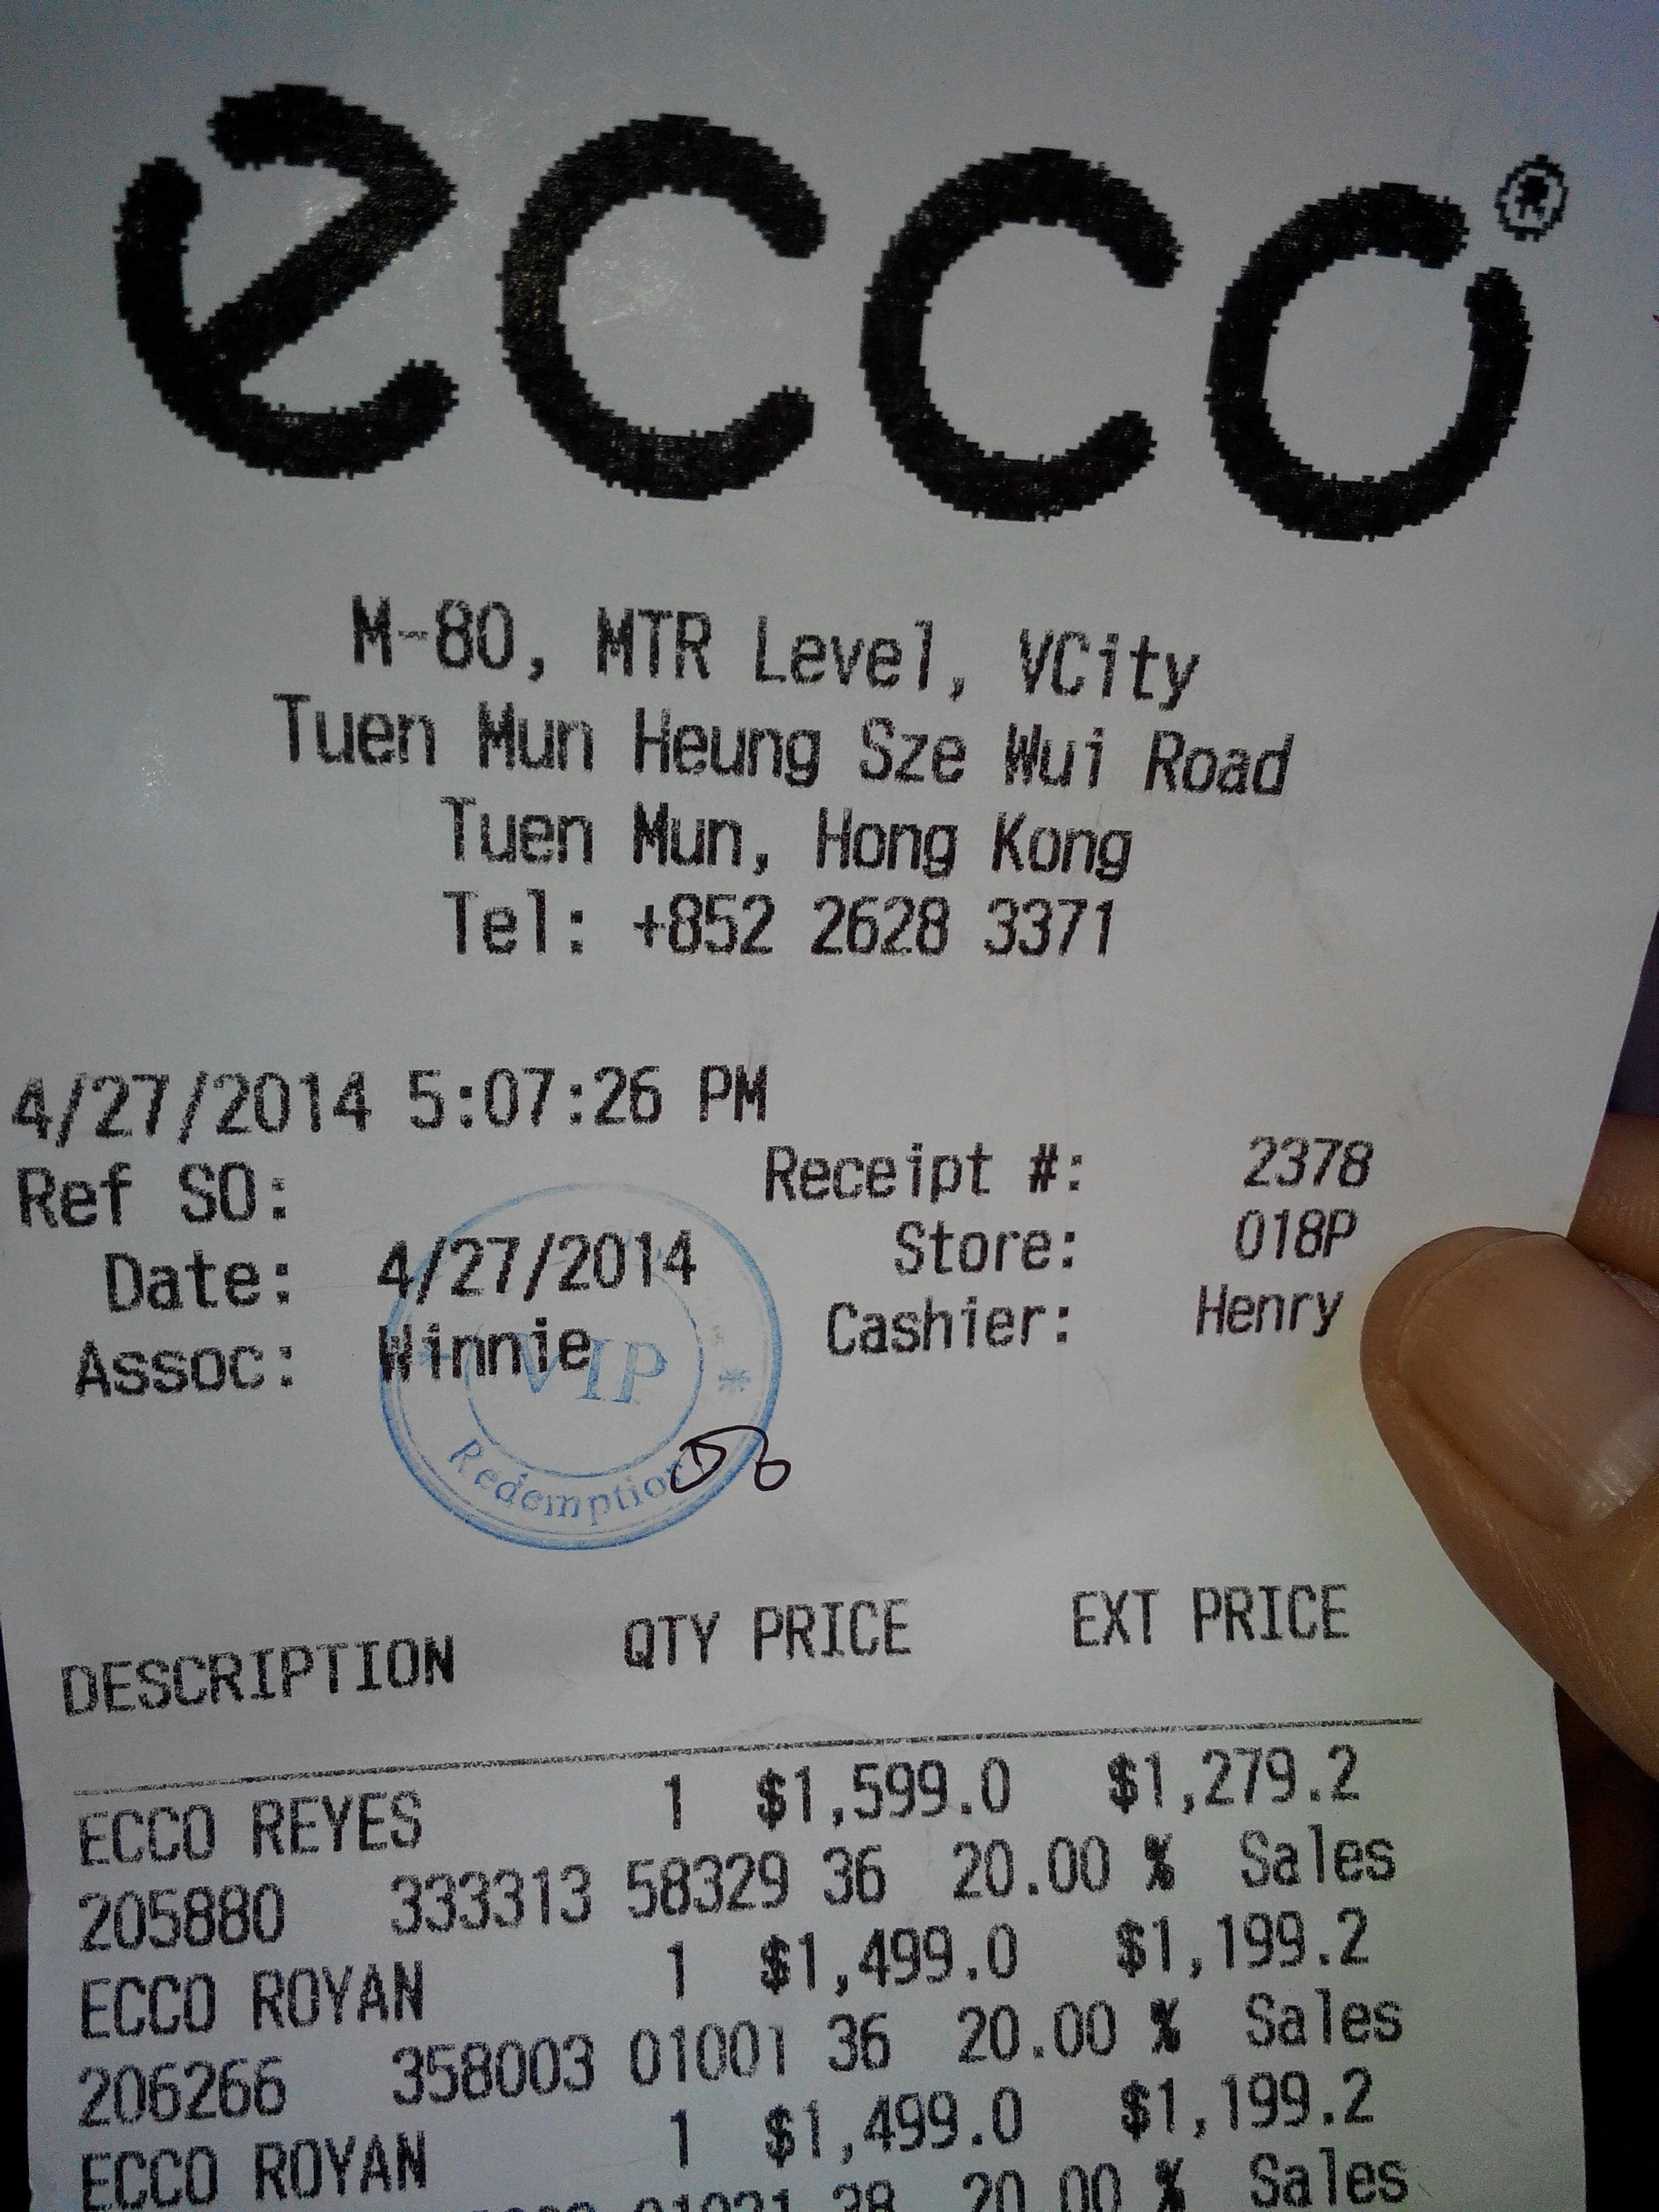 ecco®
M-80, MTR Level, VCity
Tuen Mun Heung Sze Wui Road
Tuen Mun, Hong Kong
Tel: +852 2628 3371
4/27/2014 5:07:26 PM
Ref SO: Receipt #: 2378
Date: 4/27/2014 Store: 018P
Assoc: Winnie Cashier: Henry
VIP
Redemption
DESCRIPTION QTY PRICE EXT PRICE
ECCO REYES 1 $1,599.0 $1,279.2
205880 333313 58329 36 20.00 % Sales
ECCO ROYAN 1 $1,499.0 $1,199.2
206266 358003 01001 36 20.00 % Sales
ECCO ROYAN 1 $1,499.0 $1,199.2
38 20.00 % Sales